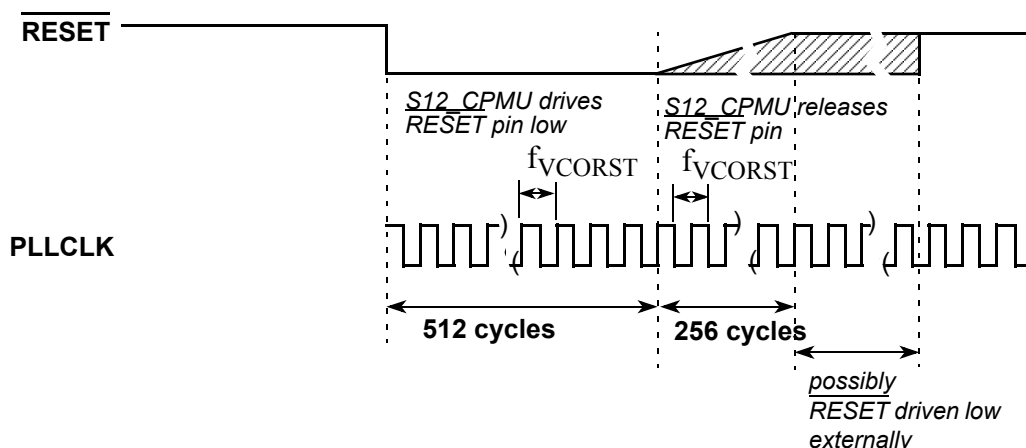 RESET
S12_CPMU drives
RESET pin low
S12_CPMU releases
RESET pin
fVCORST
fVCORST
PLLCLK
) ( ) ( ) (
512 cycles
256 cycles
possibly
RESET driven low
externally